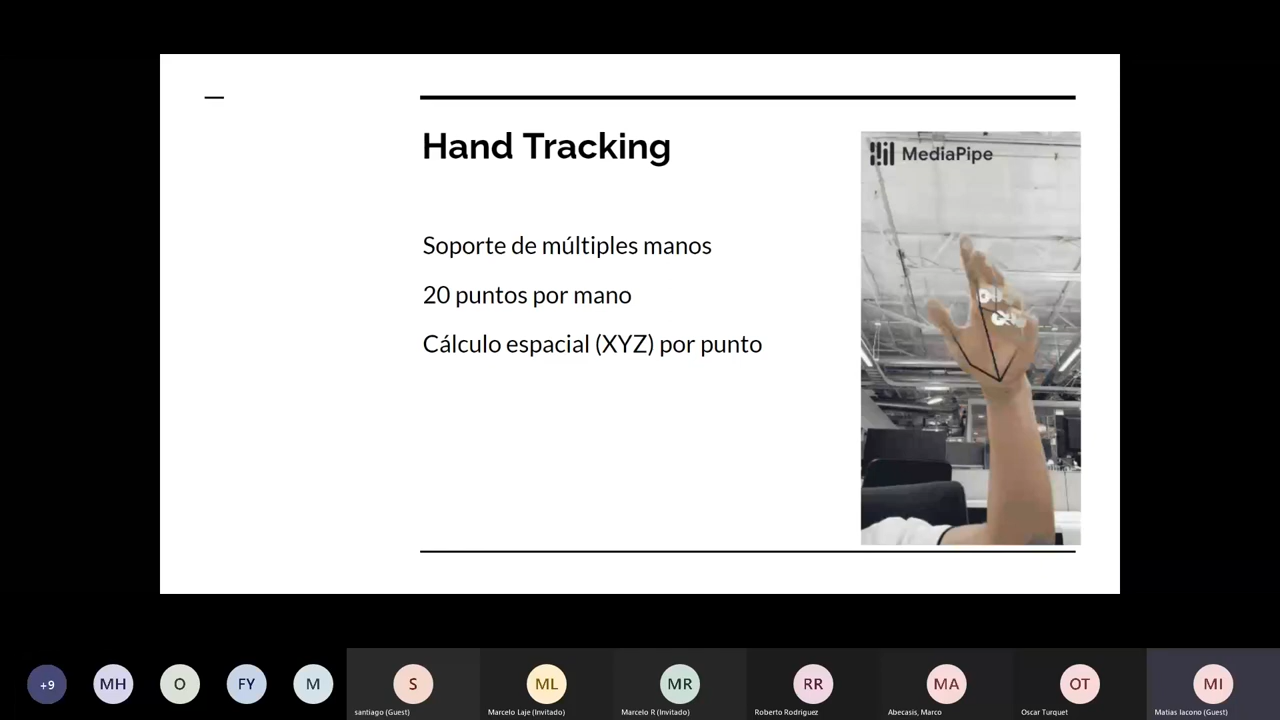 Hand Tracking
Soporte de múltiples manos
20 puntos por mano
Cálculo espacial (XYZ) por punto
MediaPipe
+9
MH
O
FY
M
S
ML
MR
RR
MA
OT
MI
santiago (Guest)
Marcelo Laje (Invitado)
Marcelo R (Invitado)
Roberto Rodriguez
Abecasis, Marco
Oscar Turquet
Matias Iacono (Guest)